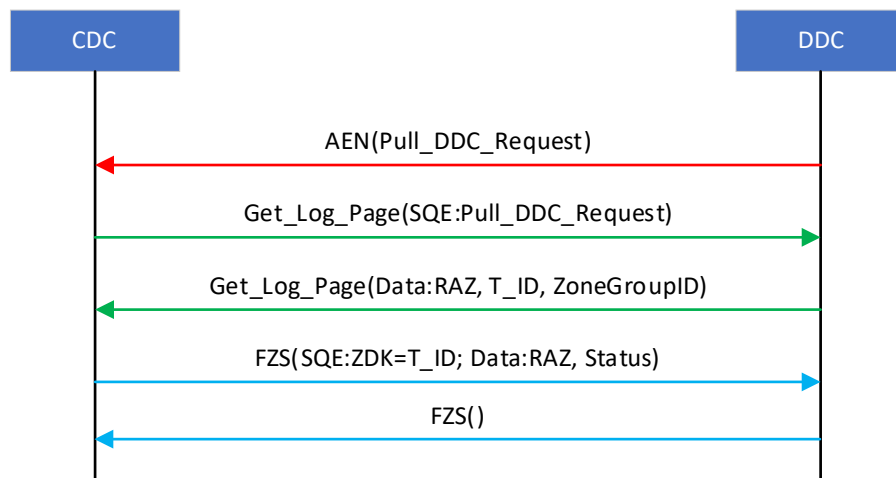 CDC
DDC
AEN(Pull_DDC_Request)
Get_Log_Page(SQE:Pull_DDC_Request)
Get_Log_Page(Data:RAZ, T_ID, ZoneGroupID)
FZS(SQE:ZDK=T_ID; Data:RAZ, Status)
FZS()